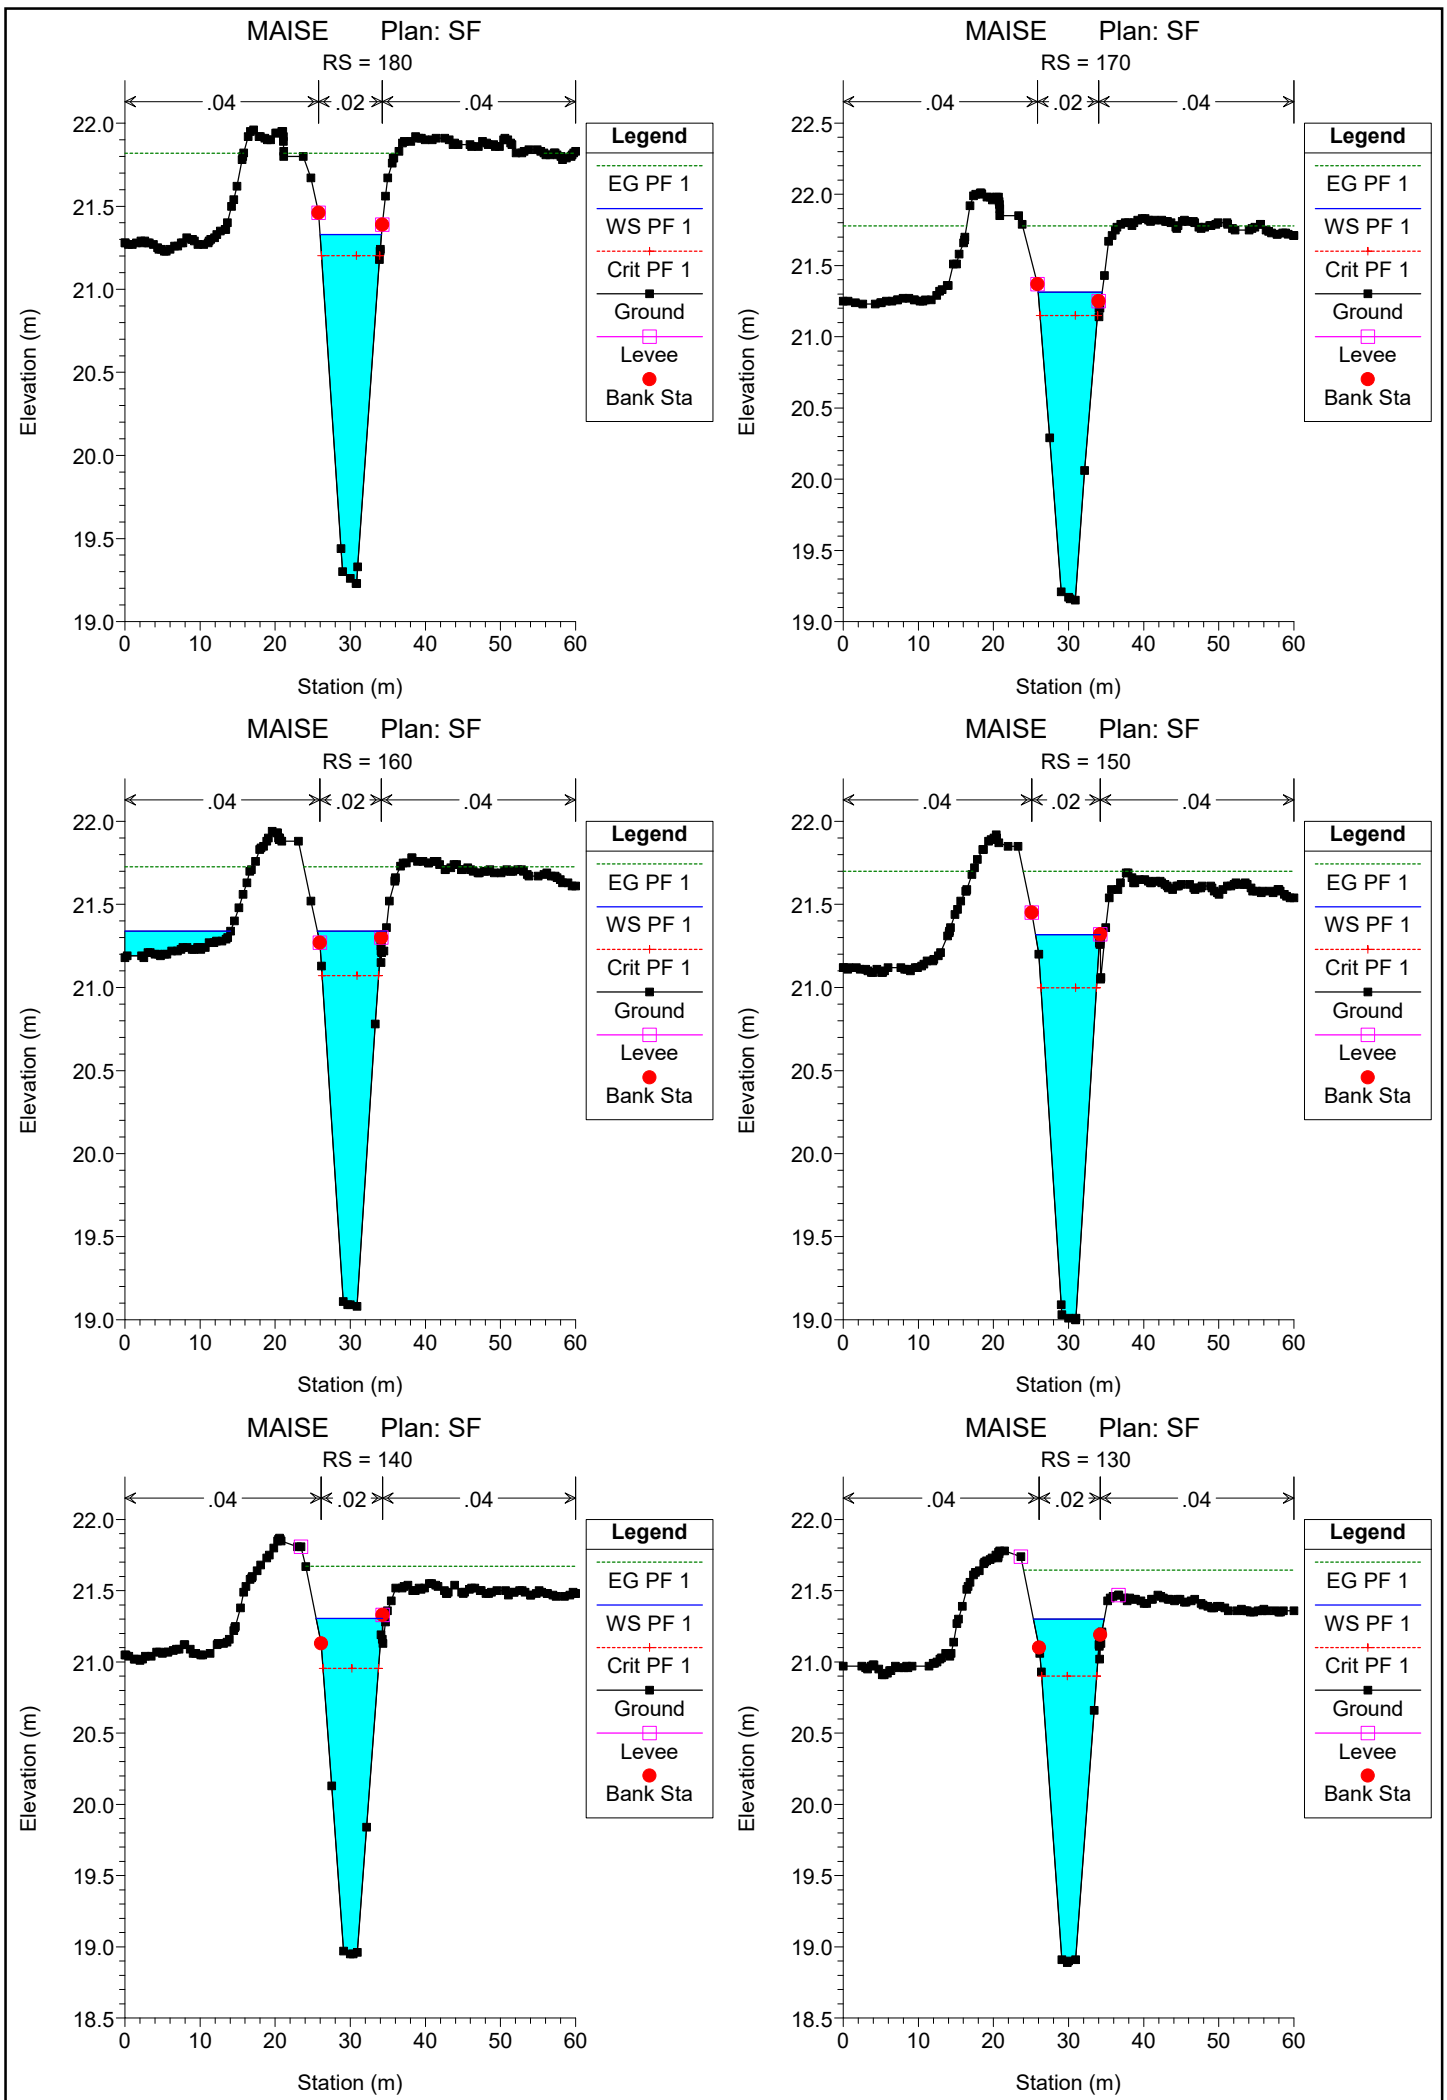 MAISE Plan: SF
RS = 180
.04 .02 .04
22.0
21.5
21.0
20.5
20.0
19.5
19.0
Elevation (m)
0 10 20 30 40 50 60
Station (m)
Legend
EG PF 1
WS PF 1
Crit PF 1
Ground
Levee
Bank Sta
MAISE Plan: SF
RS = 170
.04 .02 .04
22.5
22.0
21.5
21.0
20.5
20.0
19.5
19.0
Elevation (m)
0 10 20 30 40 50 60
Station (m)
Legend
EG PF 1
WS PF 1
Crit PF 1
Ground
Levee
Bank Sta
MAISE Plan: SF
RS = 160
.04 .02 .04
22.0
21.5
21.0
20.5
20.0
19.5
19.0
Elevation (m)
0 10 20 30 40 50 60
Station (m)
Legend
EG PF 1
WS PF 1
Crit PF 1
Ground
Levee
Bank Sta
MAISE Plan: SF
RS = 150
.04 .02 .04
22.0
21.5
21.0
20.5
20.0
19.5
19.0
Elevation (m)
0 10 20 30 40 50 60
Station (m)
Legend
EG PF 1
WS PF 1
Crit PF 1
Ground
Levee
Bank Sta
MAISE Plan: SF
RS = 140
.04 .02 .04
22.0
21.5
21.0
20.5
20.0
19.5
19.0
18.5
Elevation (m)
0 10 20 30 40 50 60
Station (m)
Legend
EG PF 1
WS PF 1
Crit PF 1
Ground
Levee
Bank Sta
MAISE Plan: SF
RS = 130
.04 .02 .04
22.0
21.5
21.0
20.5
20.0
19.5
19.0
18.5
Elevation (m)
0 10 20 30 40 50 60
Station (m)
Legend
EG PF 1
WS PF 1
Crit PF 1
Ground
Levee
Bank Sta